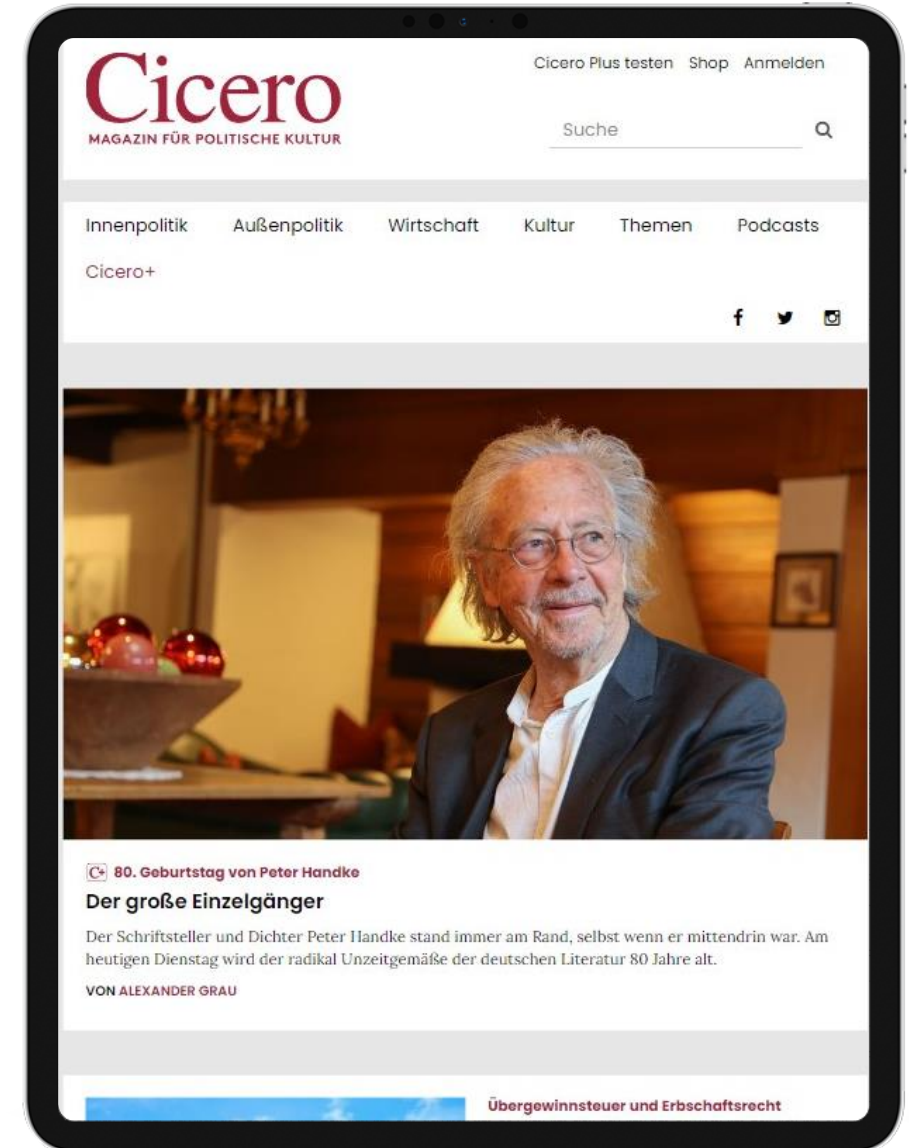 Cicero
MAGAZIN FÜR POLITISCHE KULTUR
Cicero Plus testen Shop Anmelden
Suche
Innenpolitik Außenpolitik Wirtschaft Kultur Themen Podcasts
Cicero+
C+ 80. Geburtstag von Peter Handke
Der große Einzelgänger
Der Schriftsteller und Dichter Peter Handke stand immer am Rand, selbst wenn er mittendrin war. Am
heutigen Dienstag wird der radikal Unzeitgemäße der deutschen Literatur 80 Jahre alt.
VON ALEXANDER GRAU
Übergewinnsteuer und Erbschaftsrecht